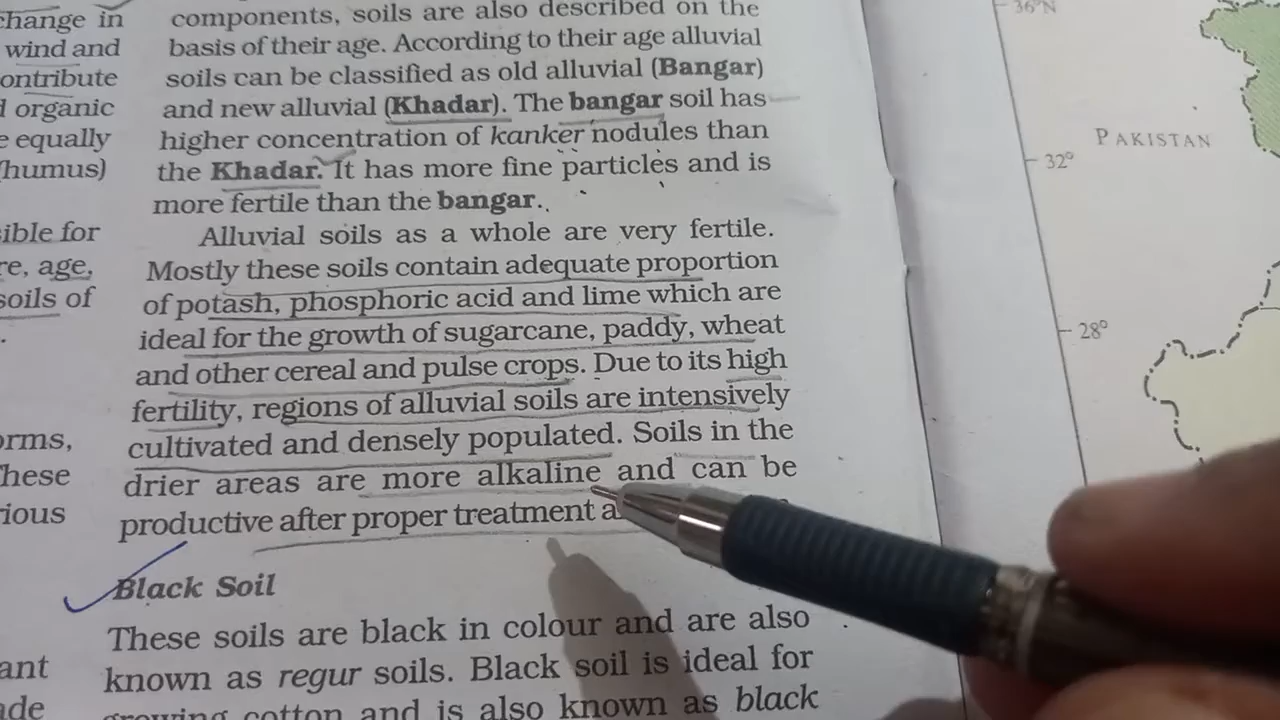 change in
wind and
ontribute
organic
e equally
(humus)
ible for
re, age,
soils of
.
orms,
hese
ious
ant
ade
components, soils are also described on the
basis of their age. According to their age alluvial
soils can be classified as old alluvial (Bangar)
and new alluvial (Khadar). The bangar soil has
higher concentration of kanker nodules than
the Khadar. It has more fine particles and is
more fertile than the bangar.
Alluvial soils as a whole are very fertile.
Mostly these soils contain adequate proportion
of potash, phosphoric acid and lime which are
ideal for the growth of sugarcane, paddy, wheat
and other cereal and pulse crops. Due to its high
fertility, regions of alluvial soils are intensively
cultivated and densely populated. Soils in the
drier areas are more alkaline and can be
productive after proper treatment a
Black Soil
These soils are black in colour and are also
known as regur soils. Black soil is ideal for
growing cotton and is also known as black
36°N
PAKISTAN
32°
28°